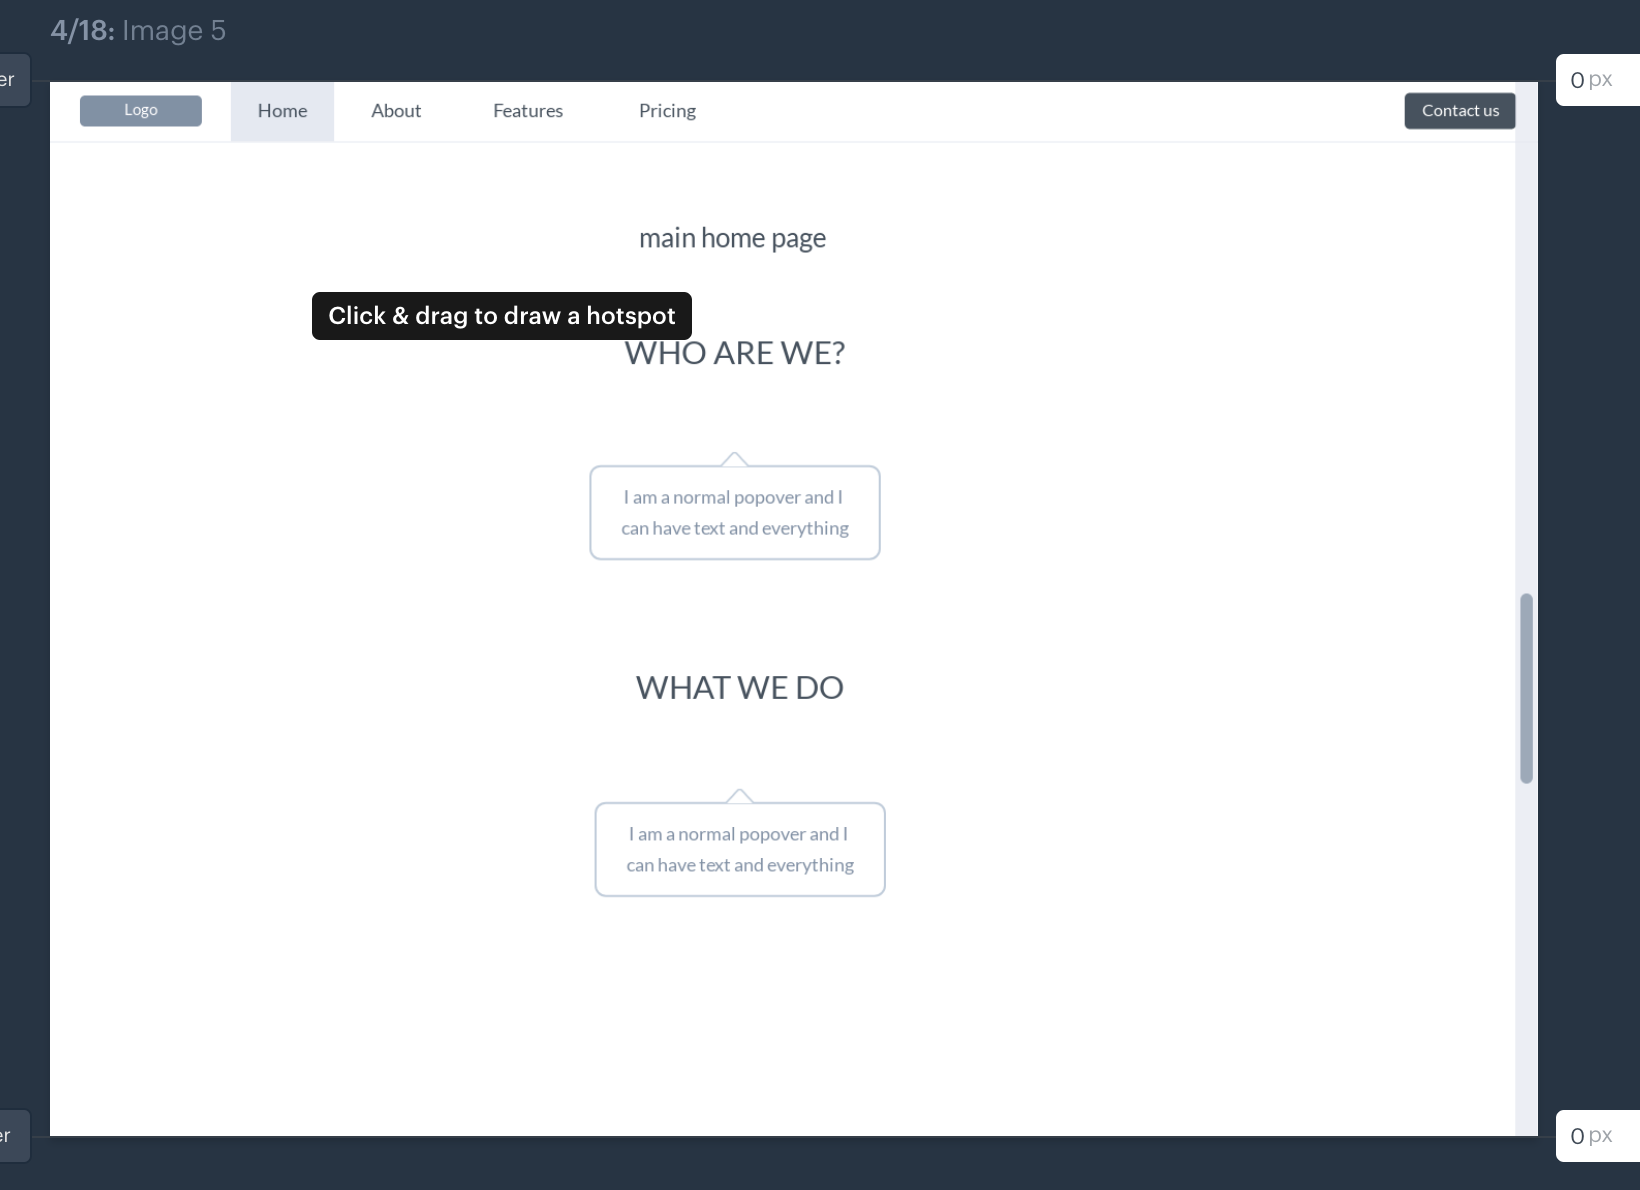 4/18: Image 5
er
0 px
Logo
Home
About
Features
Pricing
Contact us
main home page
Click & drag to draw a hotspot
WHO ARE WE?
I am a normal popover and I
can have text and everything
WHAT WE DO
I am a normal popover and I
can have text and everything
er
0 px